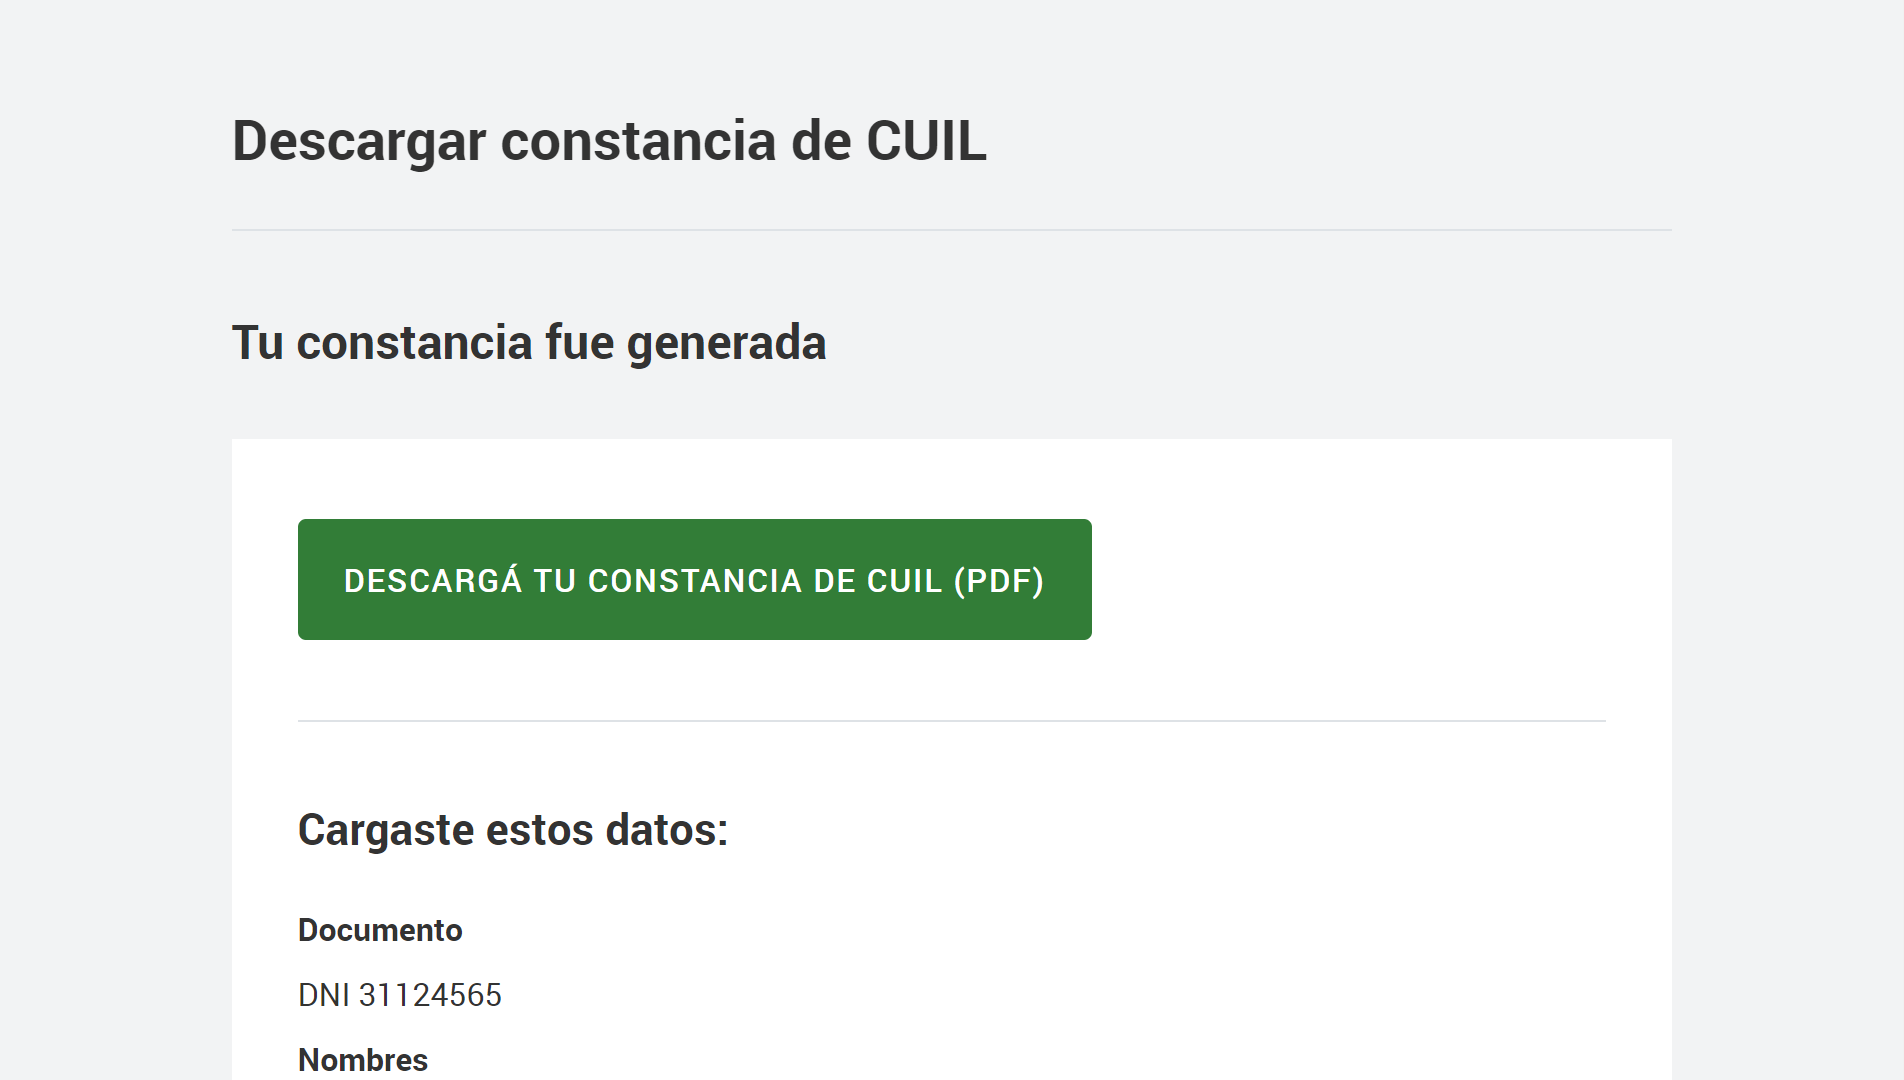 Descargar constancia de CUIL
Tu constancia fue generada
DESCARGÁ TU CONSTANCIA DE CUIL (PDF)
Cargaste estos datos:
Documento
DNI 31124565
Nombres